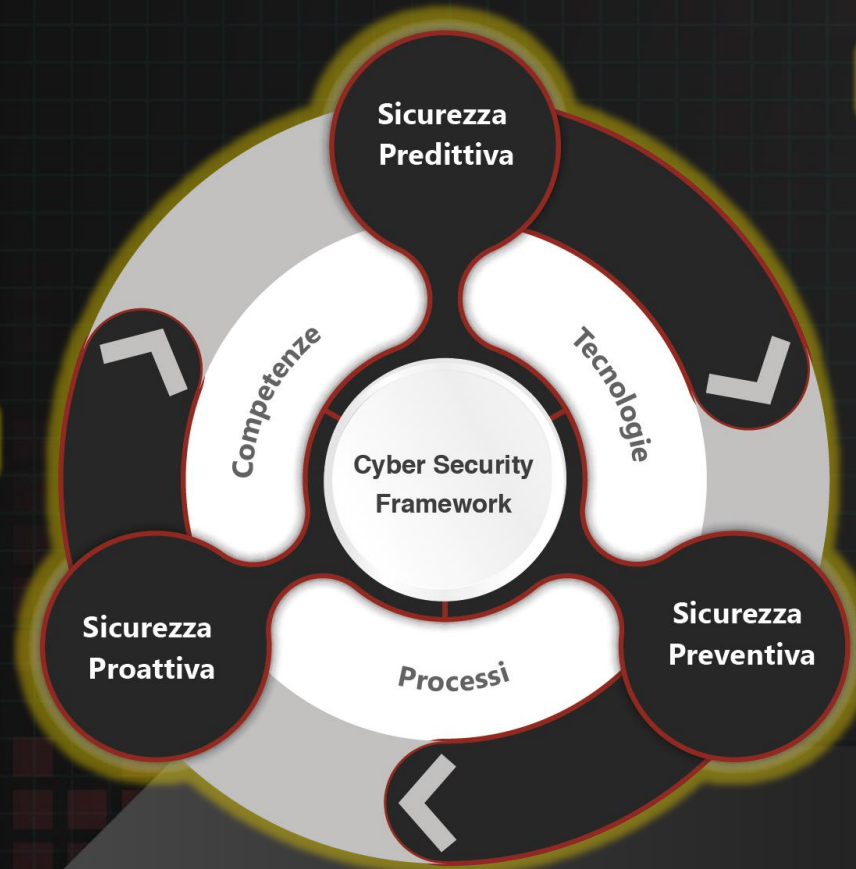 Sicurezza
Predittiva
Competenze
Tecnologie
Cyber Security
Framework
Sicurezza
Proattiva
Processi
Sicurezza
Preventiva